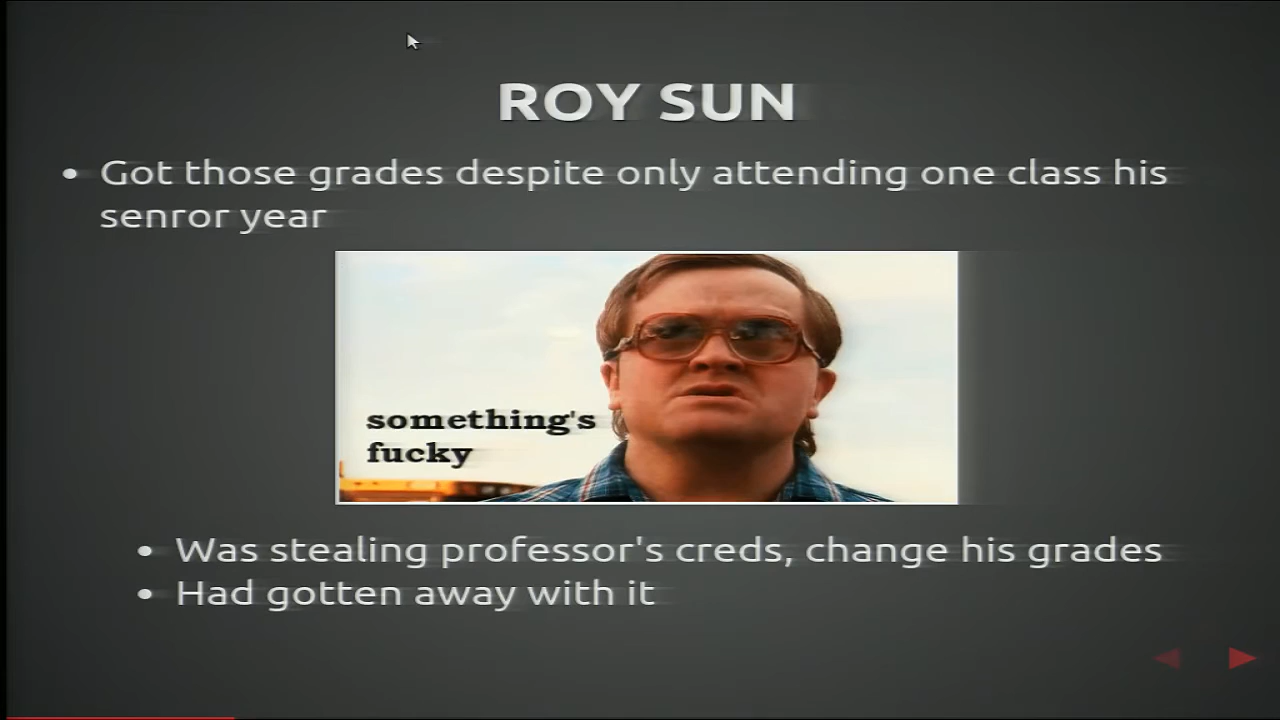 ROY SUN
• Got those grades despite only attending one class his
senror year
something's
fucky
• Was stealing professor's creds, change his grades
• Had gotten away with it